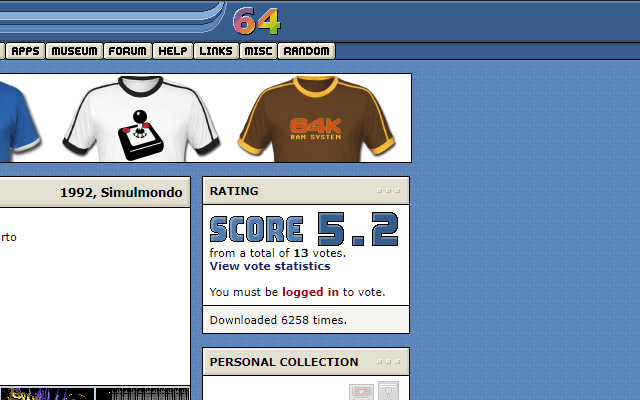 64
APPS MUSEUM FORUM HELP LINKS MISC RANDOM
64K
RAM SYSTEM
1992, Simulmondo
rto
RATING
SCORE 5.2
from a total of 13 votes.
View vote statistics
You must be logged in to vote.
Downloaded 6258 times.
PERSONAL COLLECTION